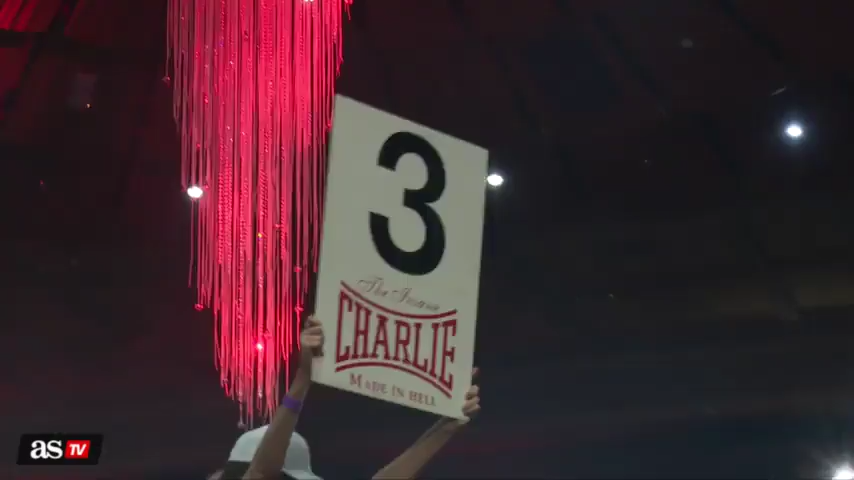 3
The Insane
CHARLIE
MADE IN HELL
as TV